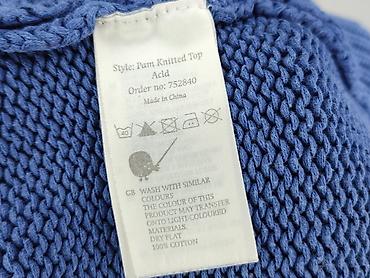 Style: Pam Knitted Top
Acld
Order no: 752840
Made in China
GB WASH WITH SIMILAR
COLOURS
THE COLOUR OF THIS
PRODUCT MAY TRANSFER
ONTO LIGHT-COLOURED
MATERIALS.
DRY FLAT
100% COTTON